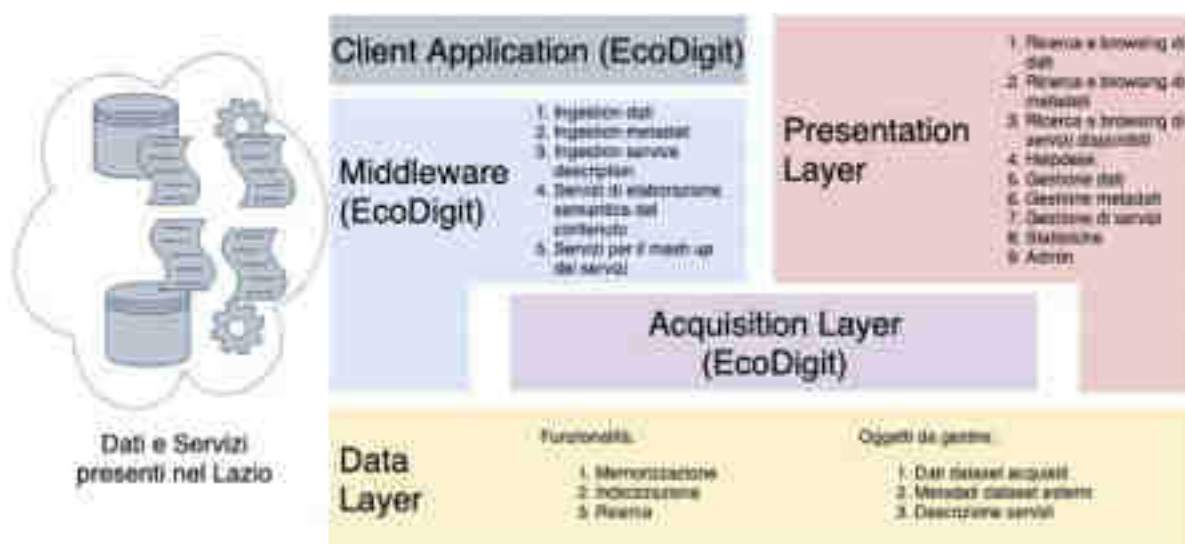 Client Application (EcoDigit)
Middleware
(EcoDigit)
1. Ingestion dati
2. Ingestion metadati
3. Ingestion service
description
4. Servizi di elaborazione
semantica del
contenuto
5. Servizi per il mash up
dei servizi
Presentation
Layer
1. Ricerca e browsing di
dati
2. Ricerca e browsing di
metadati
3. Ricerca e browsing di
servizi disponibili
4. Helpdesk
5. Gestione dati
6. Gestione metadati
7. Gestione di servizi
8. Statistiche
9. Admin
Acquisition Layer
(EcoDigit)
Dati e Servizi
presenti nel Lazio
Data
Layer
Funzionalità:
1. Memorizzazione
2. Indicizzazione
3. Ricerca
Oggetti da gestire:
1. Dati dataset acquisiti
2. Metadati dataset esterni
3. Descrizione servizi